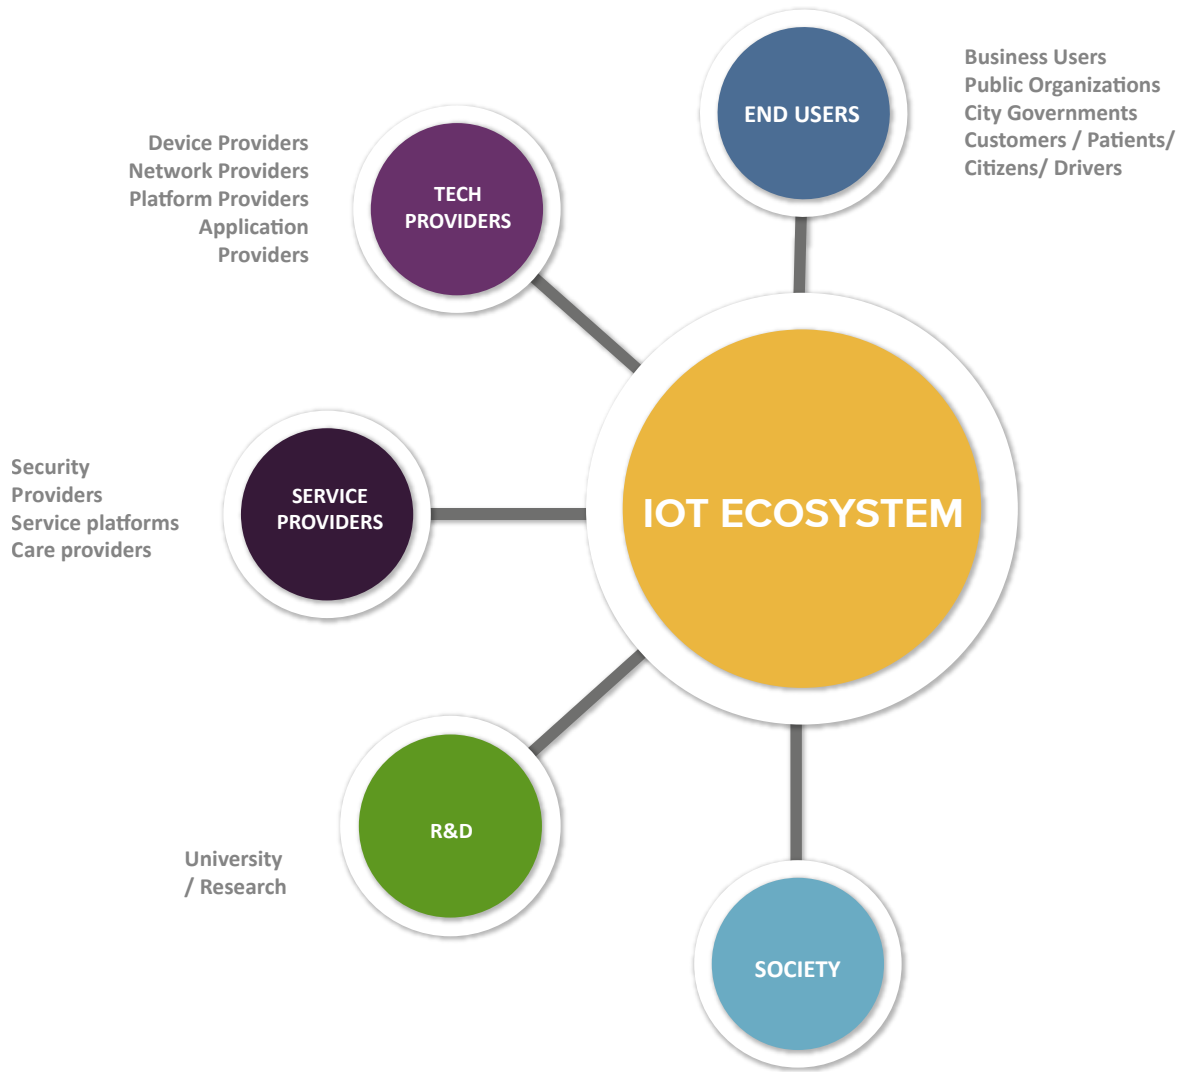 END USERS
Business Users
Public Organizations
City Governments
Customers / Patients/
Citizens/ Drivers
Device Providers
Network Providers
Platform Providers
Application
Providers
TECH
PROVIDERS
Security
Providers
Service platforms
Care providers
SERVICE
PROVIDERS
IOT ECOSYSTEM
R&D
University
/ Research
SOCIETY